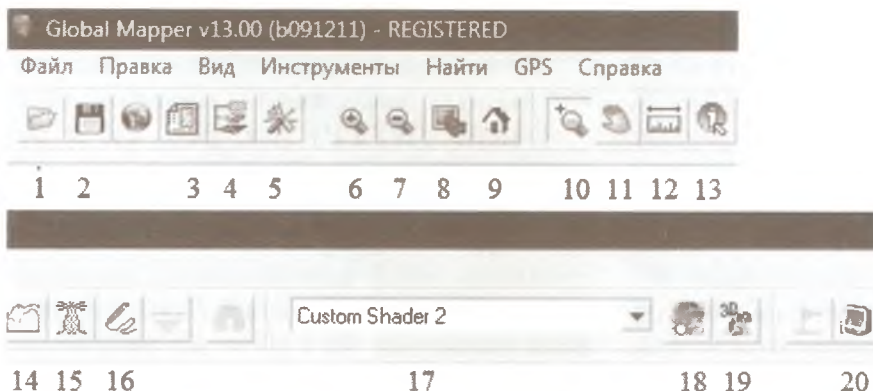 Global Mapper v13.00 (b091211) - REGISTERED
Файл Правка Вид Инструменты Найти GPS Справка
1 2 3 4 5 6 7 8 9 10 11 12 13
Custom Shader 2 3D
14 15 16 17 18 19 20